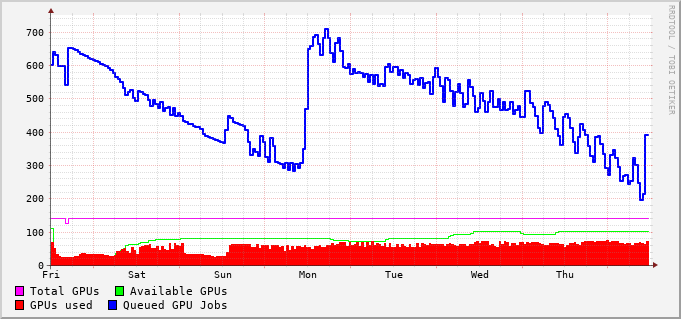 700
600
500
400
300
200
100
0
Fri Sat Sun Mon Tue Wed Thu
Total GPUs Available GPUs
GPUs used Queued GPU Jobs
RRDTOOL / TOBI OETIKER